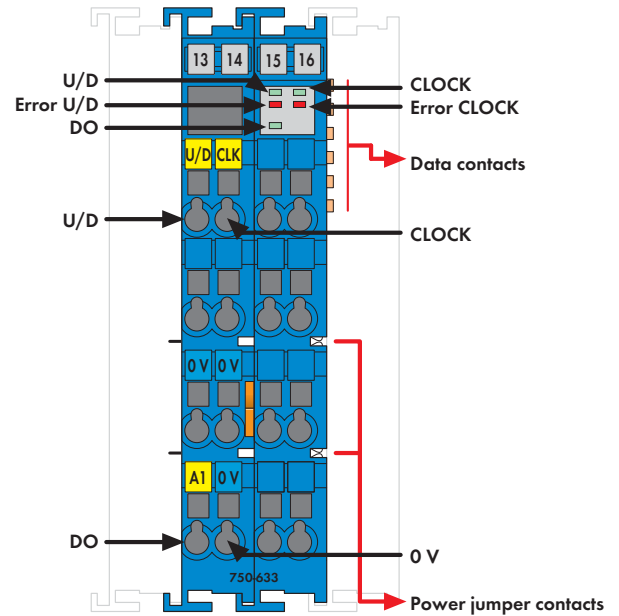 13 14 15 16
U/D
CLOCK
Error U/D
Error CLOCK
DO
U/D CLK
Data contacts
U/D
CLOCK
0 V 0 V
A1 0 V
DO
0 V
750-633
Power jumper contacts